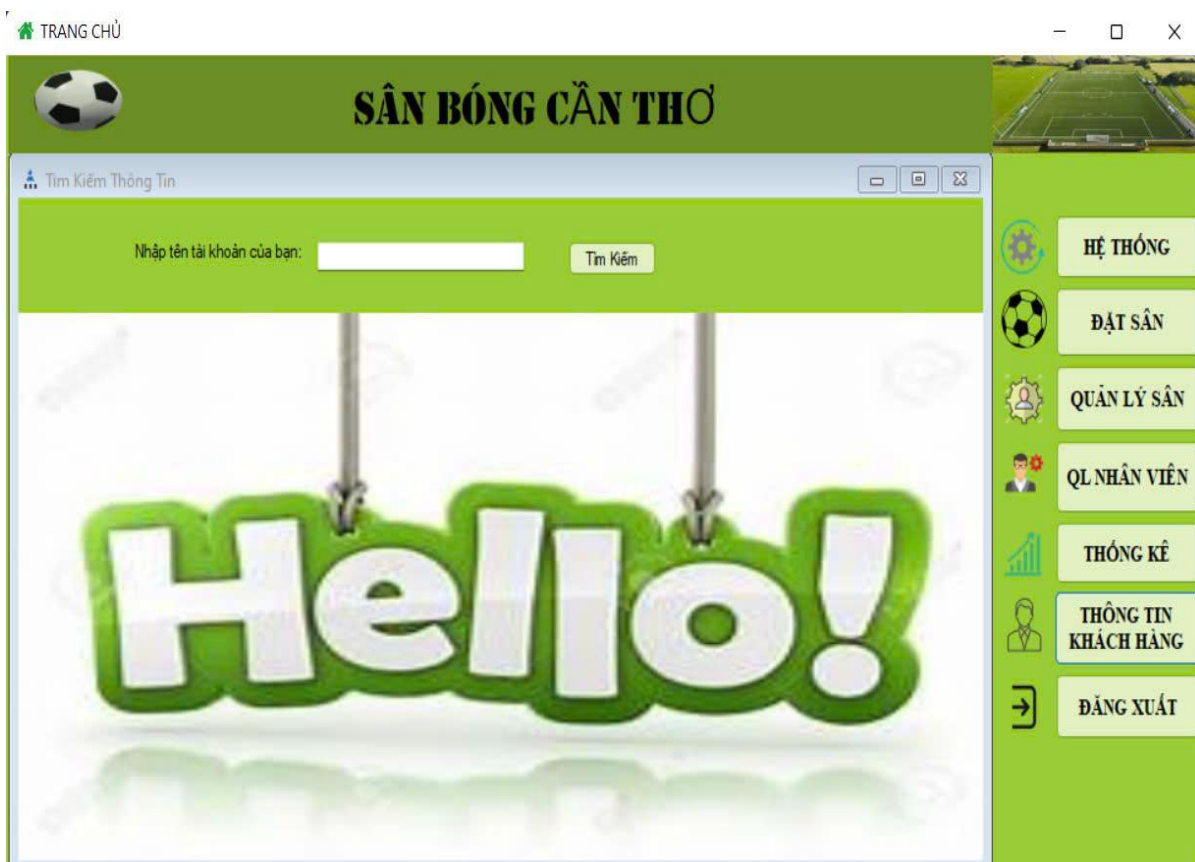 TRANG CHỦ
SÂN BÓNG CẦN THƠ
Tìm Kiếm Thông Tin
Nhập tên tài khoản của bạn:
Tìm Kiếm
Hello!
HỆ THỐNG
ĐẶT SÂN
QUẢN LÝ SÂN
QL NHÂN VIÊN
THỐNG KÊ
THÔNG TIN
KHÁCH HÀNG
ĐĂNG XUẤT